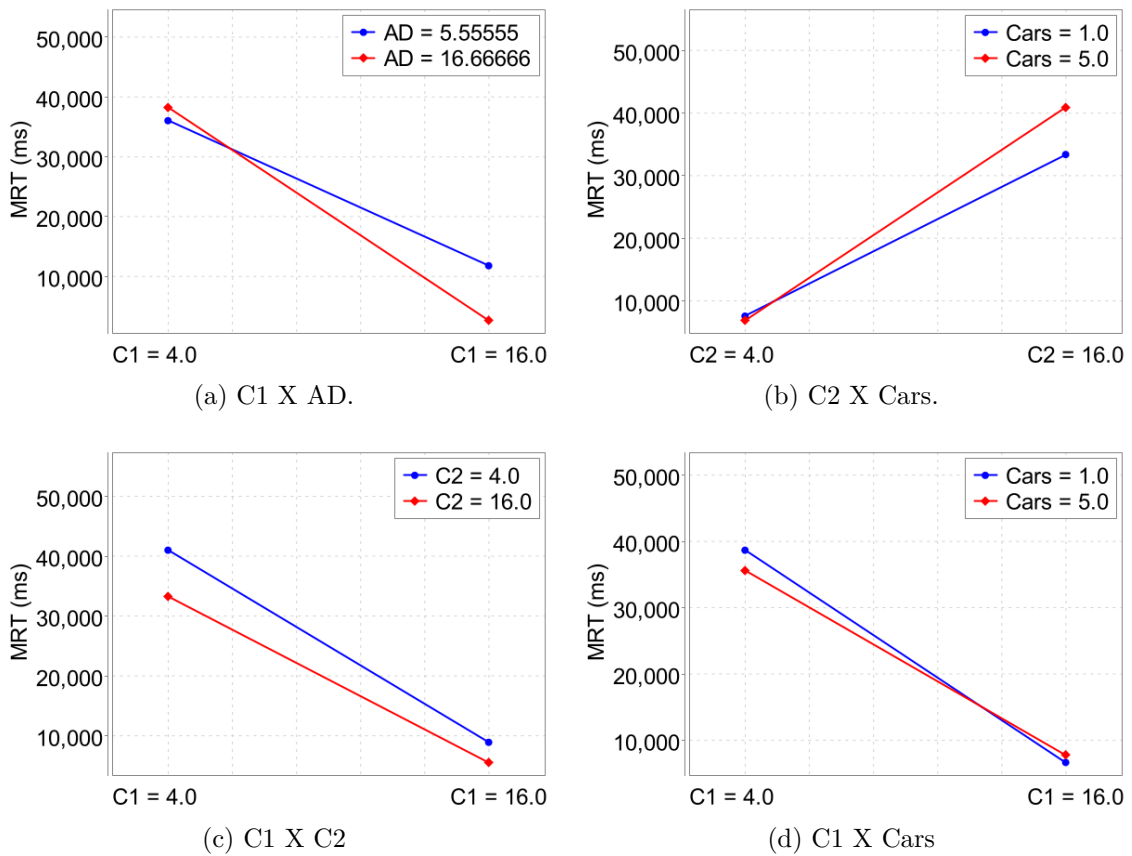 AD = 5.55555
AD = 16.66666
50,000
40,000
30,000
20,000
10,000
MRT (ms)
C1 = 4.0
C1 = 16.0
(a) C1 X AD.
Cars = 1.0
Cars = 5.0
50,000
40,000
30,000
20,000
10,000
MRT (ms)
C2 = 4.0
C2 = 16.0
(b) C2 X Cars.
C2 = 4.0
C2 = 16.0
50,000
40,000
30,000
20,000
10,000
MRT (ms)
C1 = 4.0
C1 = 16.0
(c) C1 X C2
Cars = 1.0
Cars = 5.0
50,000
40,000
30,000
20,000
10,000
MRT (ms)
C1 = 4.0
C1 = 16.0
(d) C1 X Cars